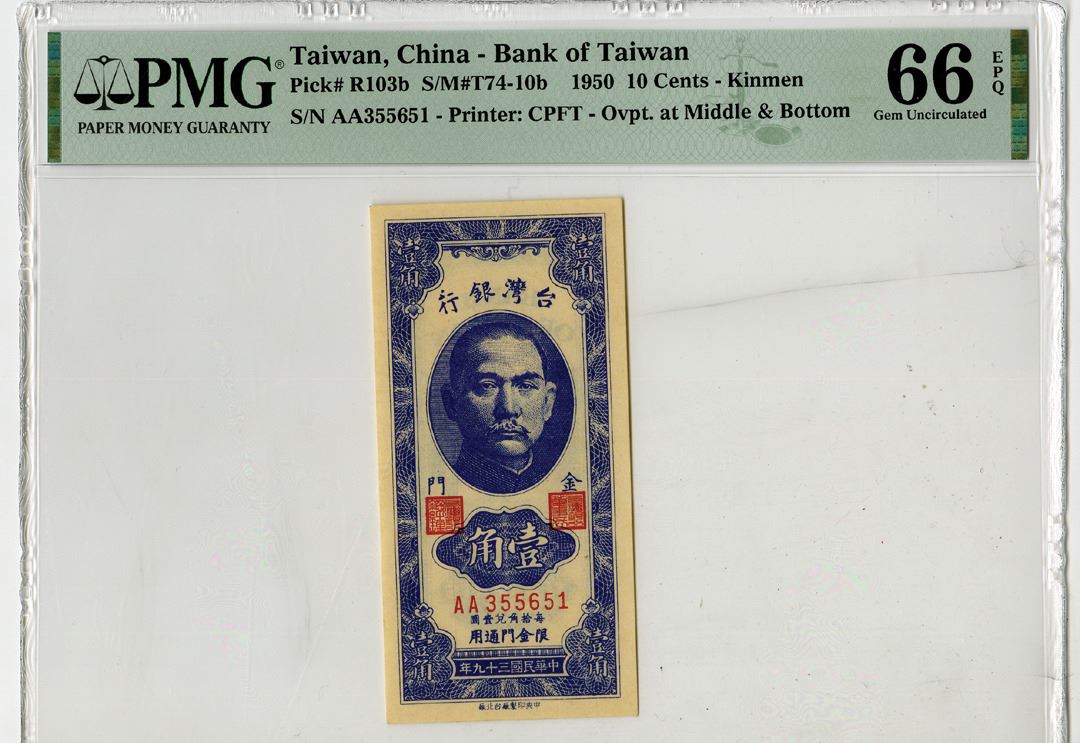 PMG®
PAPER MONEY GUARANTY
Taiwan, China - Bank of Taiwan
Pick# R103b S/M#T74-10b 1950 10 Cents - Kinmen
S/N AA355651 - Printer: CPFT - Ovpt. at Middle & Bottom
66 EPQ
Gem Uncirculated
壹角 壹角
行銀灣台
門 金
角壹
AA355651
圓壹兌角拾每
用通門金限
壹角 壹角
年九十三國民華中
廠北台廠製印央中